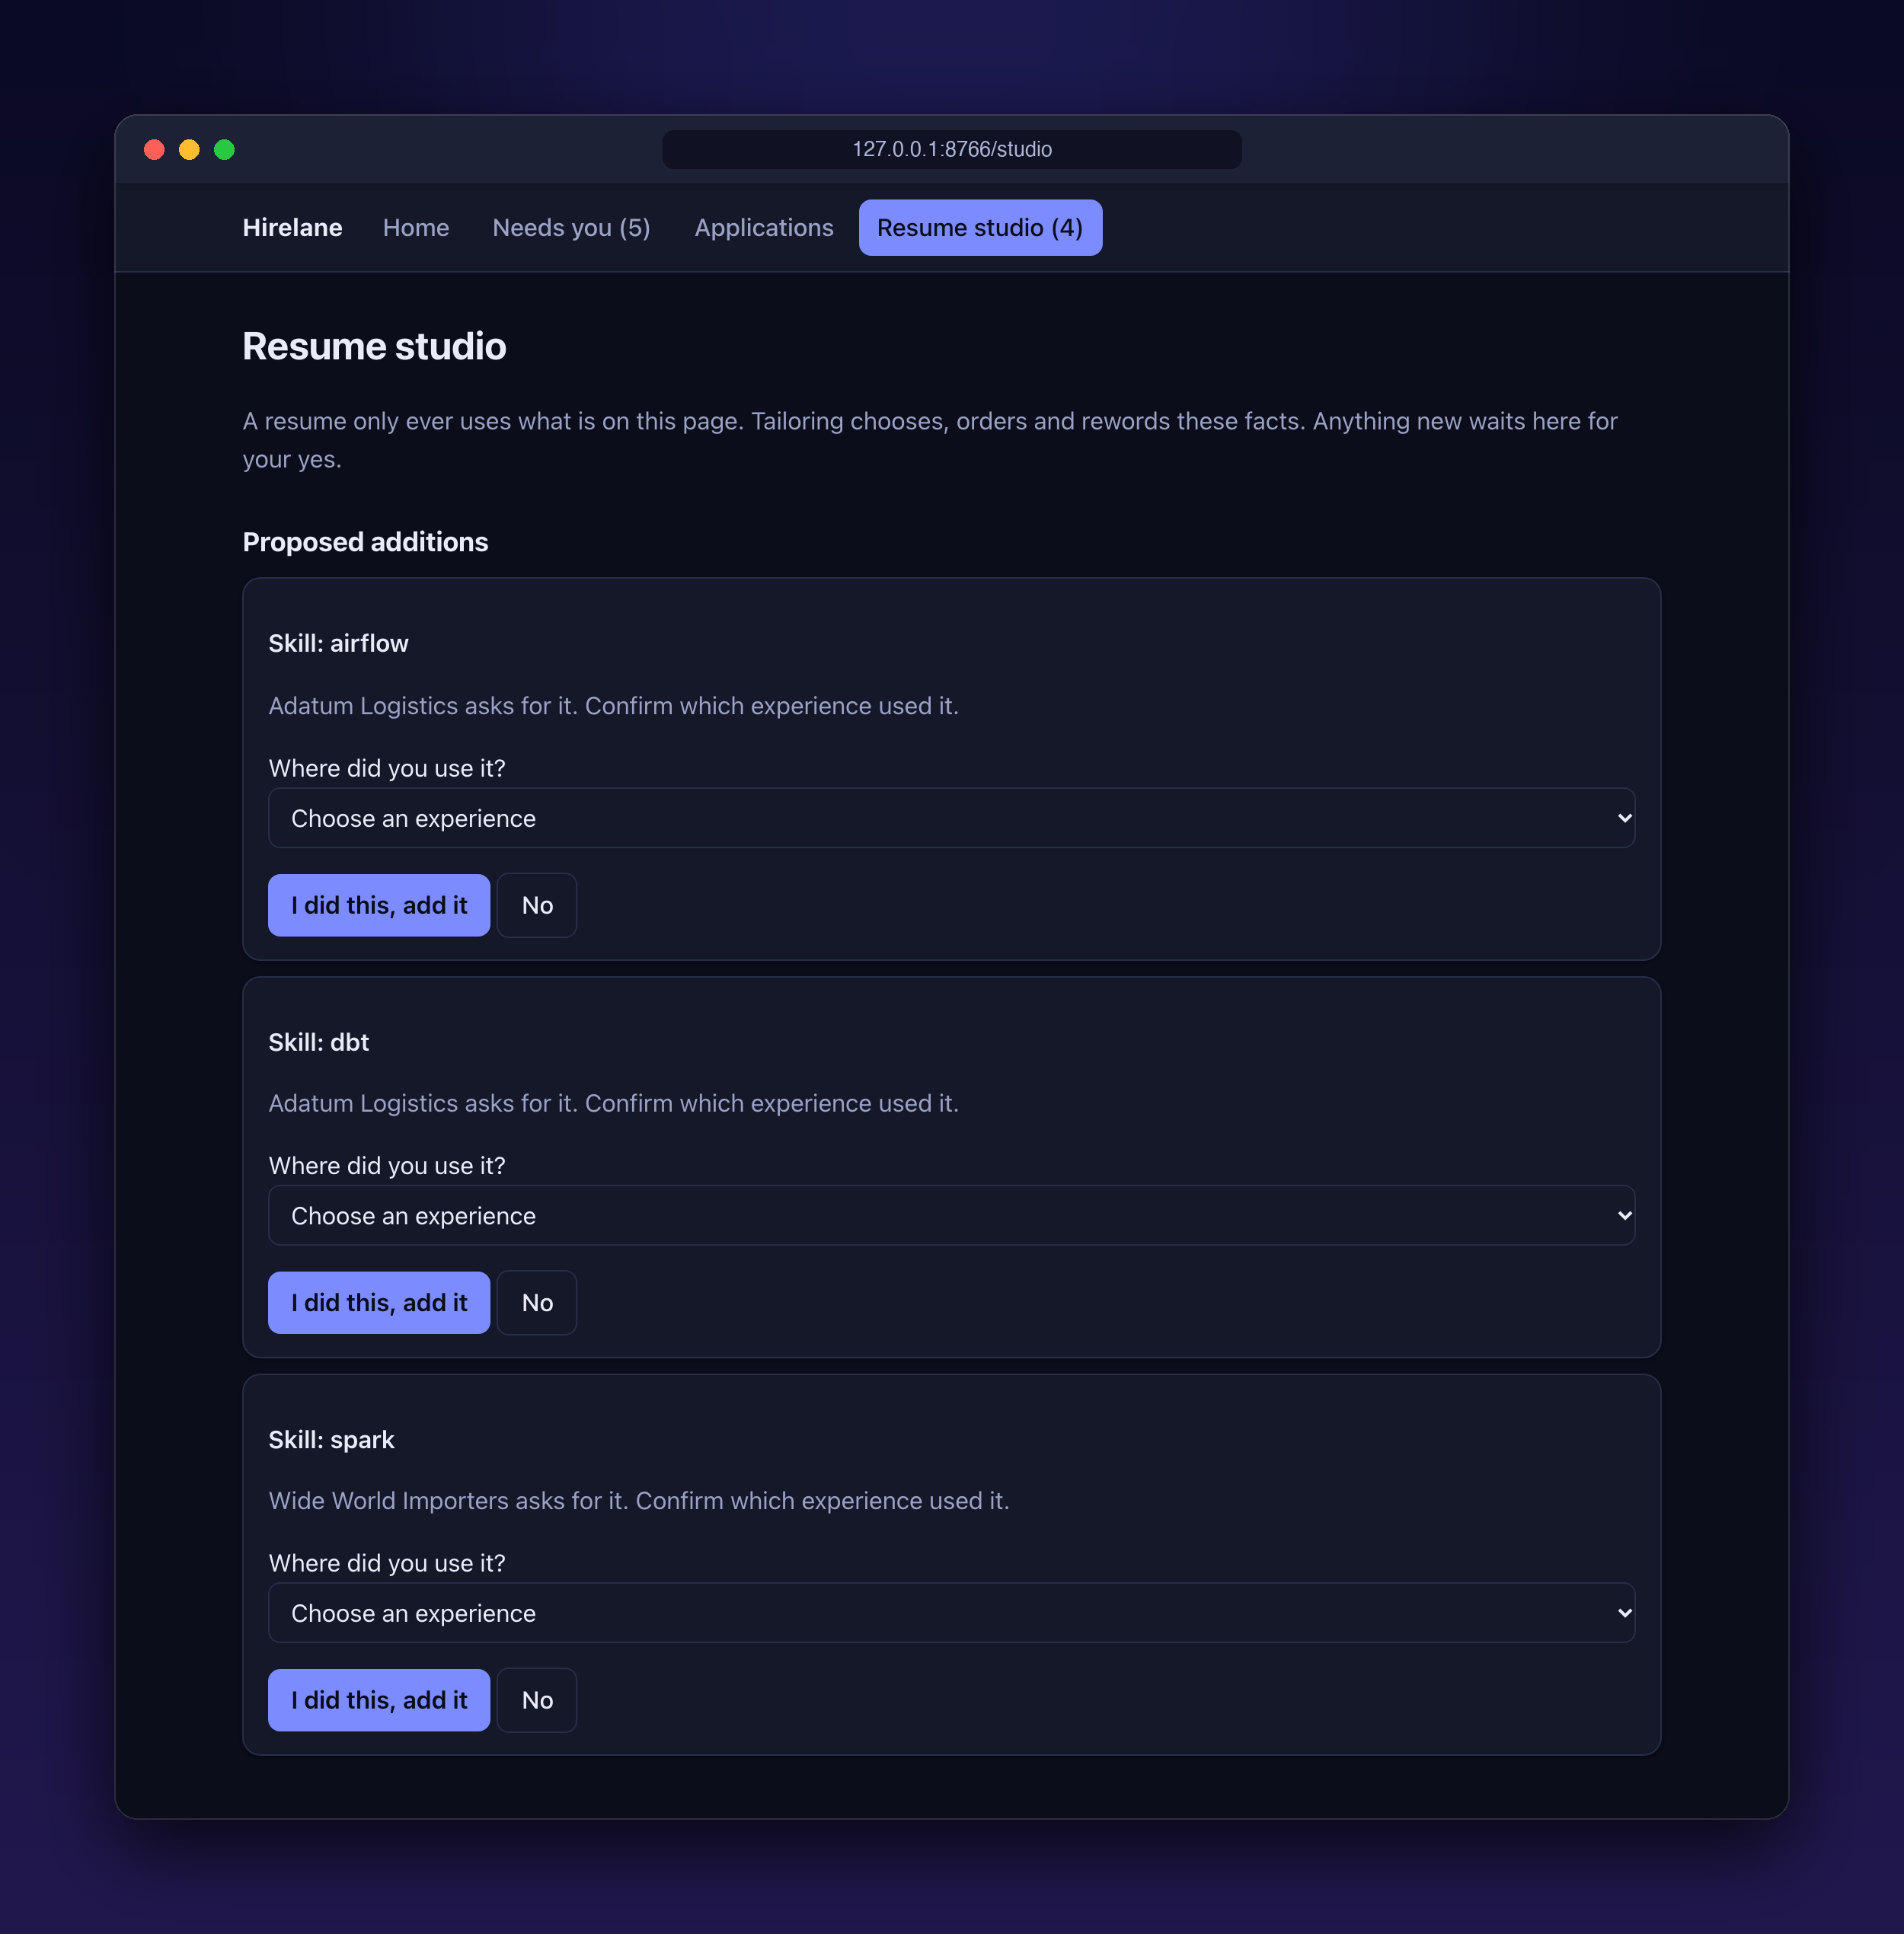 127.0.0.1:8766/studio
Hirelane Home Needs you (5) Applications Resume studio (4)
Resume studio
A resume only ever uses what is on this page. Tailoring chooses, orders and rewords these facts. Anything new waits here for
your yes.
Proposed additions
Skill: airflow
Adatum Logistics asks for it. Confirm which experience used it.
Where did you use it?
Choose an experience
I did this, add it No
Skill: dbt
Adatum Logistics asks for it. Confirm which experience used it.
Where did you use it?
Choose an experience
I did this, add it No
Skill: spark
Wide World Importers asks for it. Confirm which experience used it.
Where did you use it?
Choose an experience
I did this, add it No